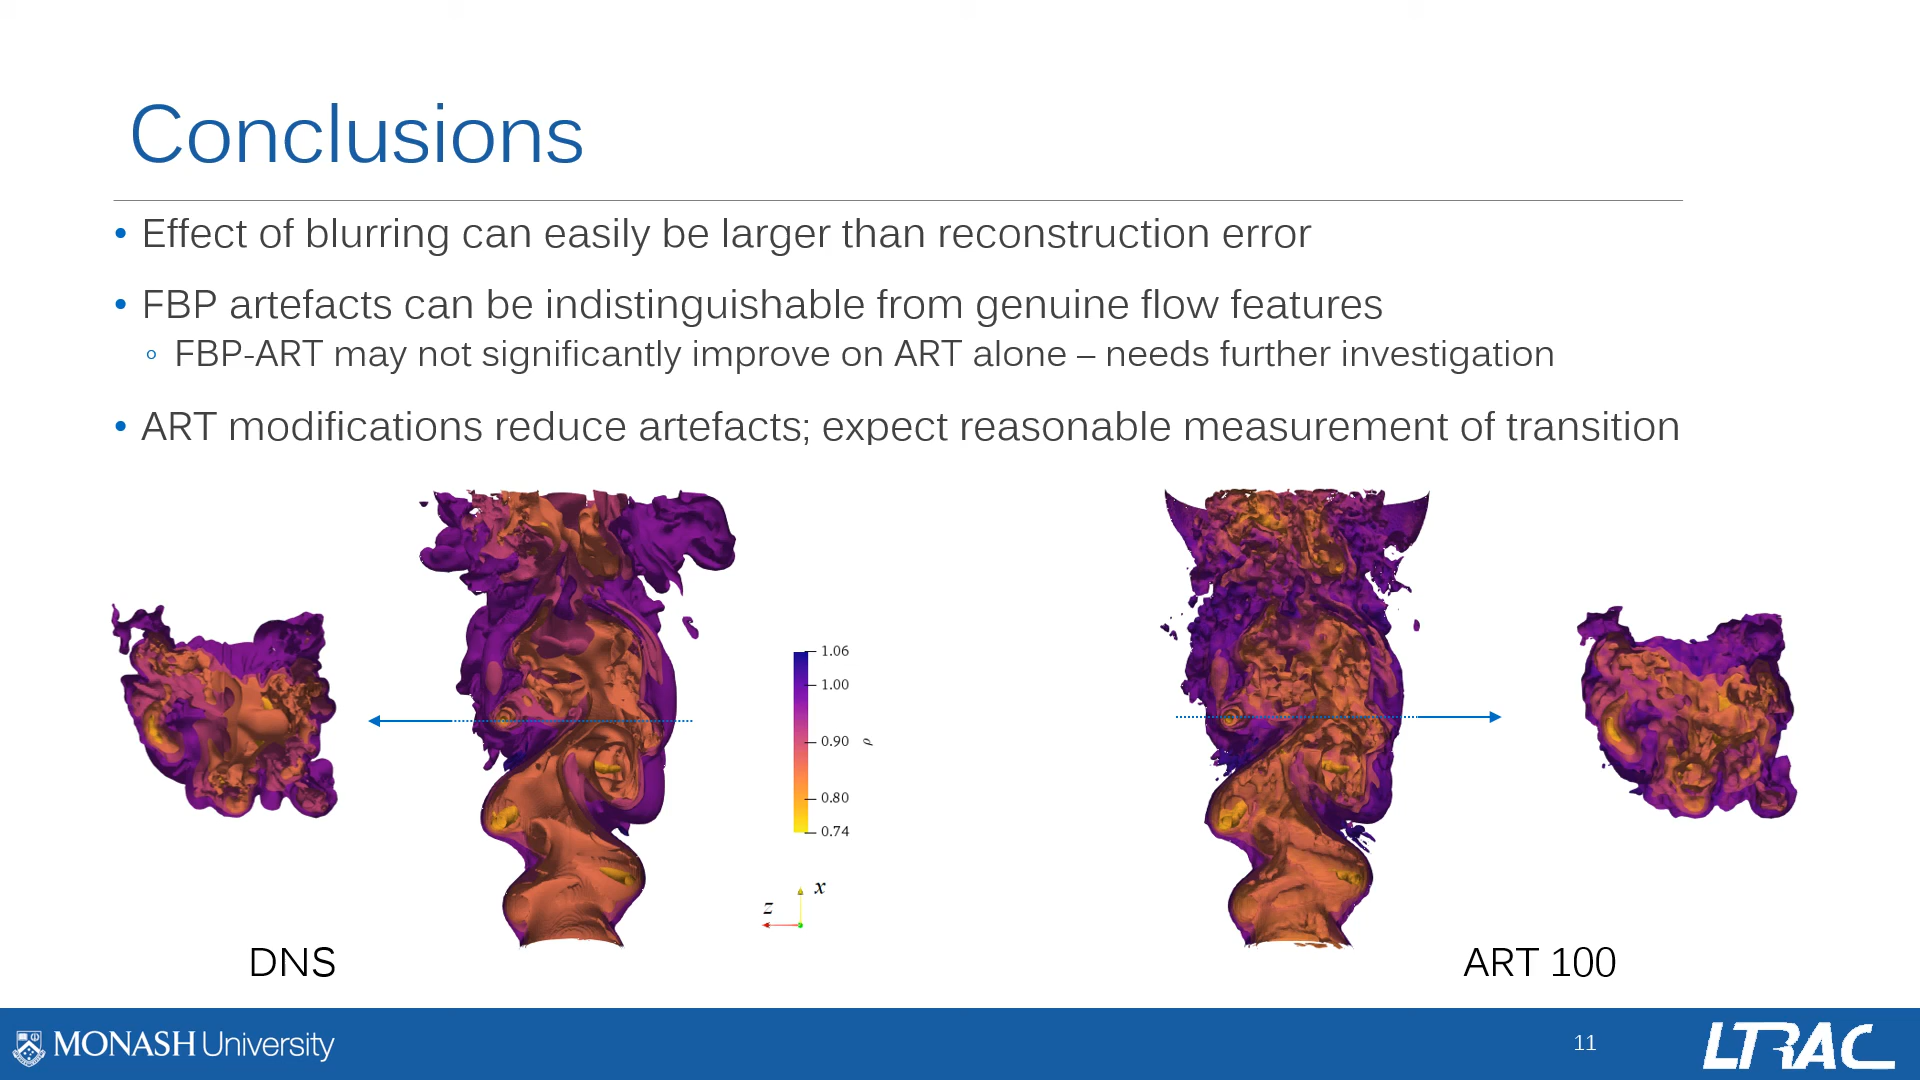 Conclusions
• Effect of blurring can easily be larger than reconstruction error
• FBP artefacts can be indistinguishable from genuine flow features
◦ FBP-ART may not significantly improve on ART alone – needs further investigation
• ART modifications reduce artefacts; expect reasonable measurement of transition
1.06
1.00
0.90 ρ
0.80
0.74
x
z
DNS
ART 100
MONASH University
11
LTRAC